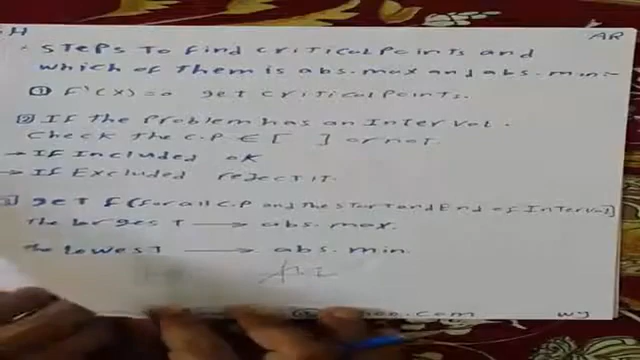 AR
Steps To Find Critical Points and
which of Them is abs.max and abs.min
① F'(x)=0 get Critical Points.
② If the Problem has an Interval.
Check The C.P ∈ [ ] or not
→ If Included ok
→ If Excluded reject it.
get F(for all C.P and The start and End of Interval)
The largest → abs.max.
The lowest → abs.min.
.com